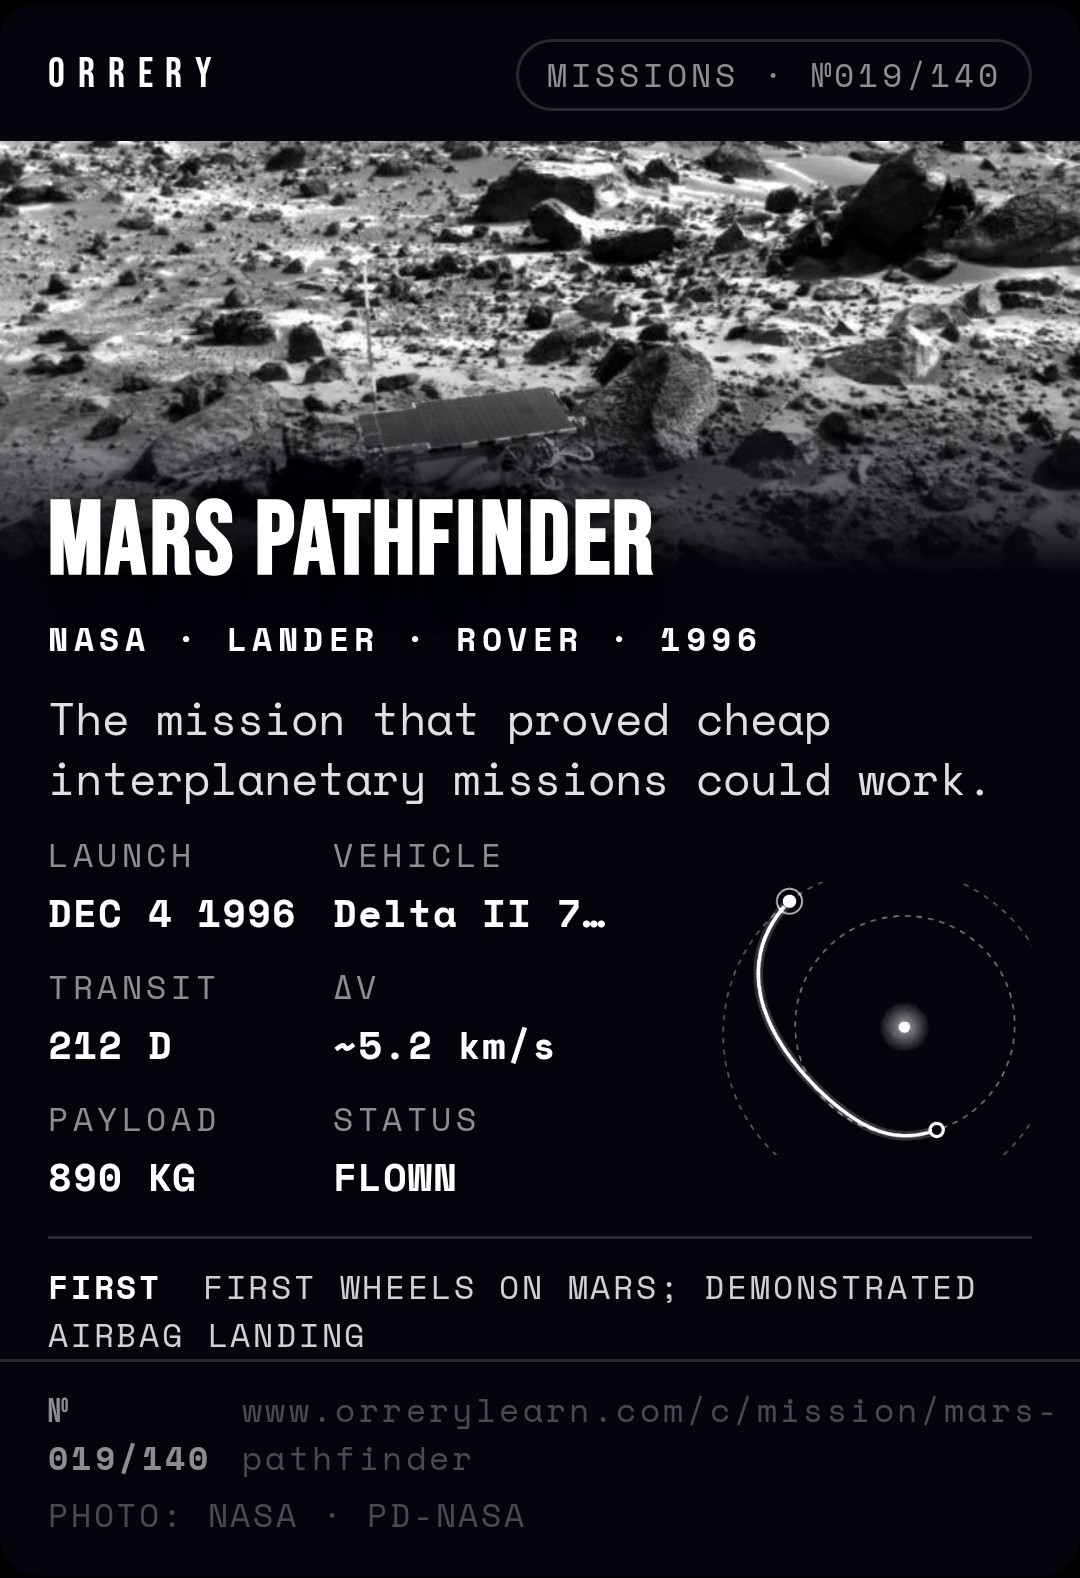 ORRERY
MISSIONS · №019/140
MARS PATHFINDER
NASA · LANDER · ROVER · 1996
The mission that proved cheap
interplanetary missions could work.
LAUNCH VEHICLE
DEC 4 1996 Delta II 7…
TRANSIT ΔV
212 D ~5.2 km/s
PAYLOAD STATUS
890 KG FLOWN
FIRST FIRST WHEELS ON MARS; DEMONSTRATED
AIRBAG LANDING
№
019/140
www.orrerylearn.com/c/mission/mars-
pathfinder
PHOTO: NASA · PD-NASA